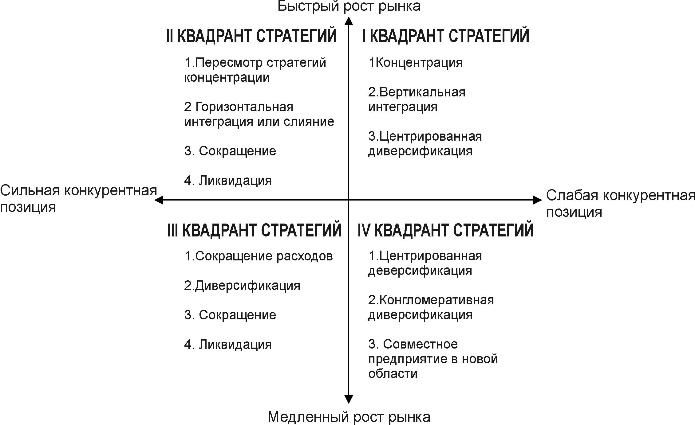 Быстрый рост рынка
II КВАДРАНТ СТРАТЕГИЙ
1.Пересмотр стратегий
концентрации
2 Горизонтальная
интеграция или слияние
3. Сокращение
4. Ликвидация
I КВАДРАНТ СТРАТЕГИЙ
1Концентрация
2.Вертикальная
интеграция
3.Центрированная
диверсификация
Сильная конкурентная
позиция
Слабая конкурентная
позиция
III КВАДРАНТ СТРАТЕГИЙ
1.Сокращение расходов
2.Диверсификация
3. Сокращение
4. Ликвидация
IV КВАДРАНТ СТРАТЕГИЙ
1.Центрированная
деверсификация
2.Конгломеративная
диверсификация
3. Совместное
предприятие в новой
области
Медленный рост рынка